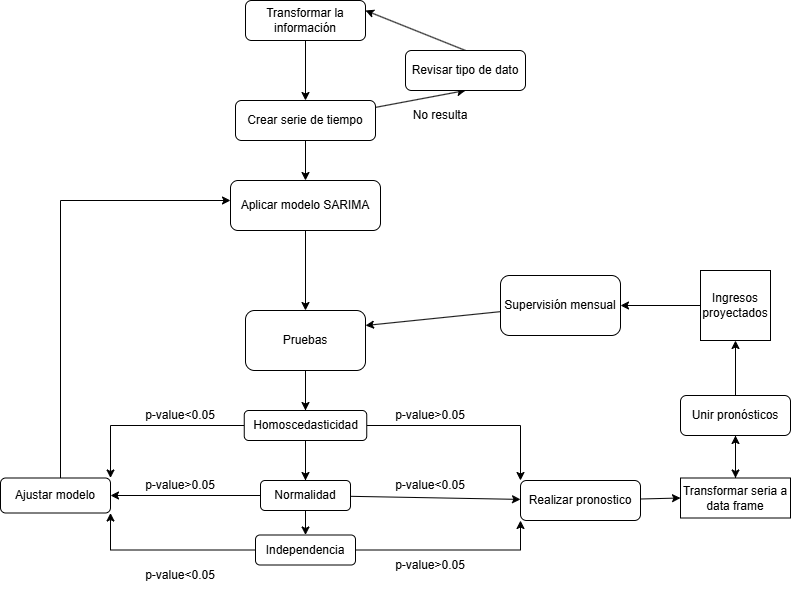 Transformar la
información
Revisar tipo de dato
Crear serie de tiempo
No resulta
Aplicar modelo SARIMA
Supervisión mensual
Ingresos
proyectados
Pruebas
p-value<0.05
Homoscedasticidad
p-value>0.05
Unir pronósticos
Ajustar modelo
p-value>0.05
Normalidad
p-value<0.05
Realizar pronostico
Transformar seria a
data frame
Independencia
p-value<0.05
p-value>0.05